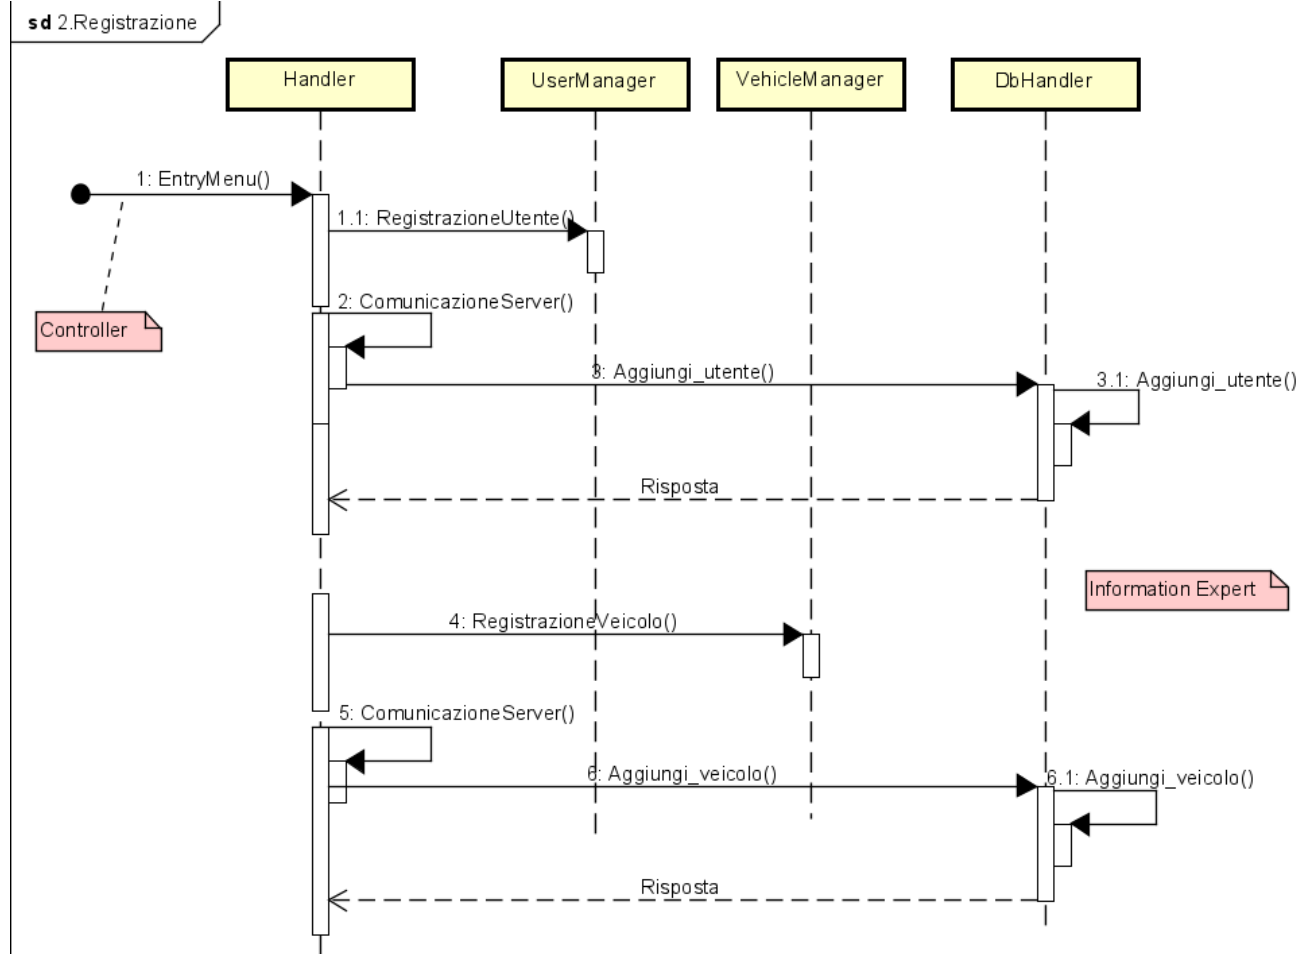 sd 2.Registrazione
Handler
UserManager
VehicleManager
DbHandler
1: EntryMenu()
1.1: RegistrazioneUtente()
2: ComunicazioneServer()
Controller
3: Aggiungi_utente()
3.1: Aggiungi_utente()
Risposta
Information Expert
4: RegistrazioneVeicolo()
5: ComunicazioneServer()
6: Aggiungi_veicolo()
6.1: Aggiungi_veicolo()
Risposta